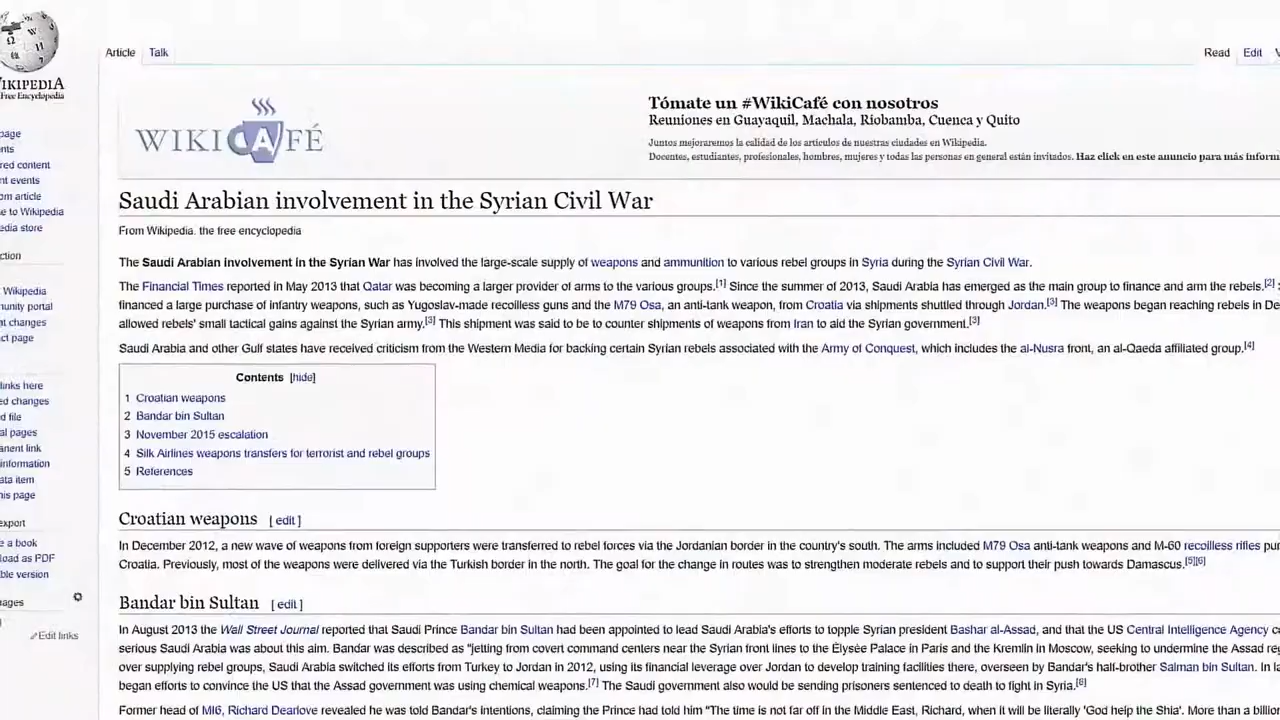 WIKIPEDIA
Free Encyclopedia
page
Article
Talk
Read
Edit
WIKICAFÉ
Tómate un #WikiCafé con nosotros
Reuniones en Guayaquil, Machala, Riobamba, Cuenca y Quito
Juntos mejoraremos la calidad de los artículos de nuestras ciudades en Wikipedia.
Docentes, estudiantes, profesionales, hombres, mujeres y todas las personas en general están invitados. Haz click en este anuncio para más
Saudi Arabian involvement in the Syrian Civil War
From Wikipedia, the free encyclopedia
The Saudi Arabian involvement in the Syrian War has involved the large-scale supply of weapons and ammunition to various rebel groups in Syria during the Syrian Civil War.
The Financial Times reported in May 2013 that Qatar was becoming a larger provider of arms to the various groups.[1] Since the summer of 2013, Saudi Arabia has emerged as the main group to finance and arm the rebels.[2]
financed a large purchase of infantry weapons, such as Yugoslav-made recoilless guns and the M79 Osa, an anti-tank weapon, from Croatia via shipments shuttled through Jordan.[3] The weapons began reaching rebels in
allowed rebels' small tactical gains against the Syrian army.[3] This shipment was said to be to counter shipments of weapons from Iran to aid the Syrian government.[3]
Saudi Arabia and other Gulf states have received criticism from the Western Media for backing certain Syrian rebels associated with the Army of Conquest, which includes the al-Nusra front, an al-Qaeda affiliated group.[4]
Contents [hide]
1 Croatian weapons
2 Bandar bin Sultan
3 November 2015 escalation
4 Silk Airlines weapons transfers for terrorist and rebel groups
5 References
Croatian weapons [ edit ]
In December 2012, a new wave of weapons from foreign supporters were transferred to rebel forces via the Jordanian border in the country's south. The arms included M79 Osa anti-tank weapons and M-60 recoilless rifles
Croatia. Previously, most of the weapons were delivered via the Turkish border in the north. The goal for the change in routes was to strengthen moderate rebels and to support their push towards Damascus.[5][6]
Bandar bin Sultan [ edit ]
In August 2013 the Wall Street Journal reported that Saudi Prince Bandar bin Sultan had been appointed to lead Saudi Arabia's efforts to topple Syrian president Bashar al-Assad, and that the US Central Intelligence Agency
serious Saudi Arabia was about this aim. Bandar was described as "jetting from covert command centers near the Syrian front lines to the Élysée Palace in Paris and the Kremlin in Moscow, seeking to undermine the Assad
over supplying rebel groups, Saudi Arabia switched its efforts from Turkey to Jordan in 2012, using its financial leverage over Jordan to develop training facilities there, overseen by Bandar's half-brother Salman bin Sultan. In
began efforts to convince the US that the Assad government was using chemical weapons.[7] The Saudi government also would be sending prisoners sentenced to death to fight in Syria.[8]
Former head of MI6, Richard Dearlove revealed he was told Bandar's intentions, claiming the Prince had told him "The time is not far off in the Middle East, Richard, when it will be literally 'God help the Shia'. More than a billion
content
events
article
to Wikipedia
store
Wikipedia
portal
changes
page
links here
changes
file
pages
link
information
item
page
export
a book
as PDF
version
Edit links